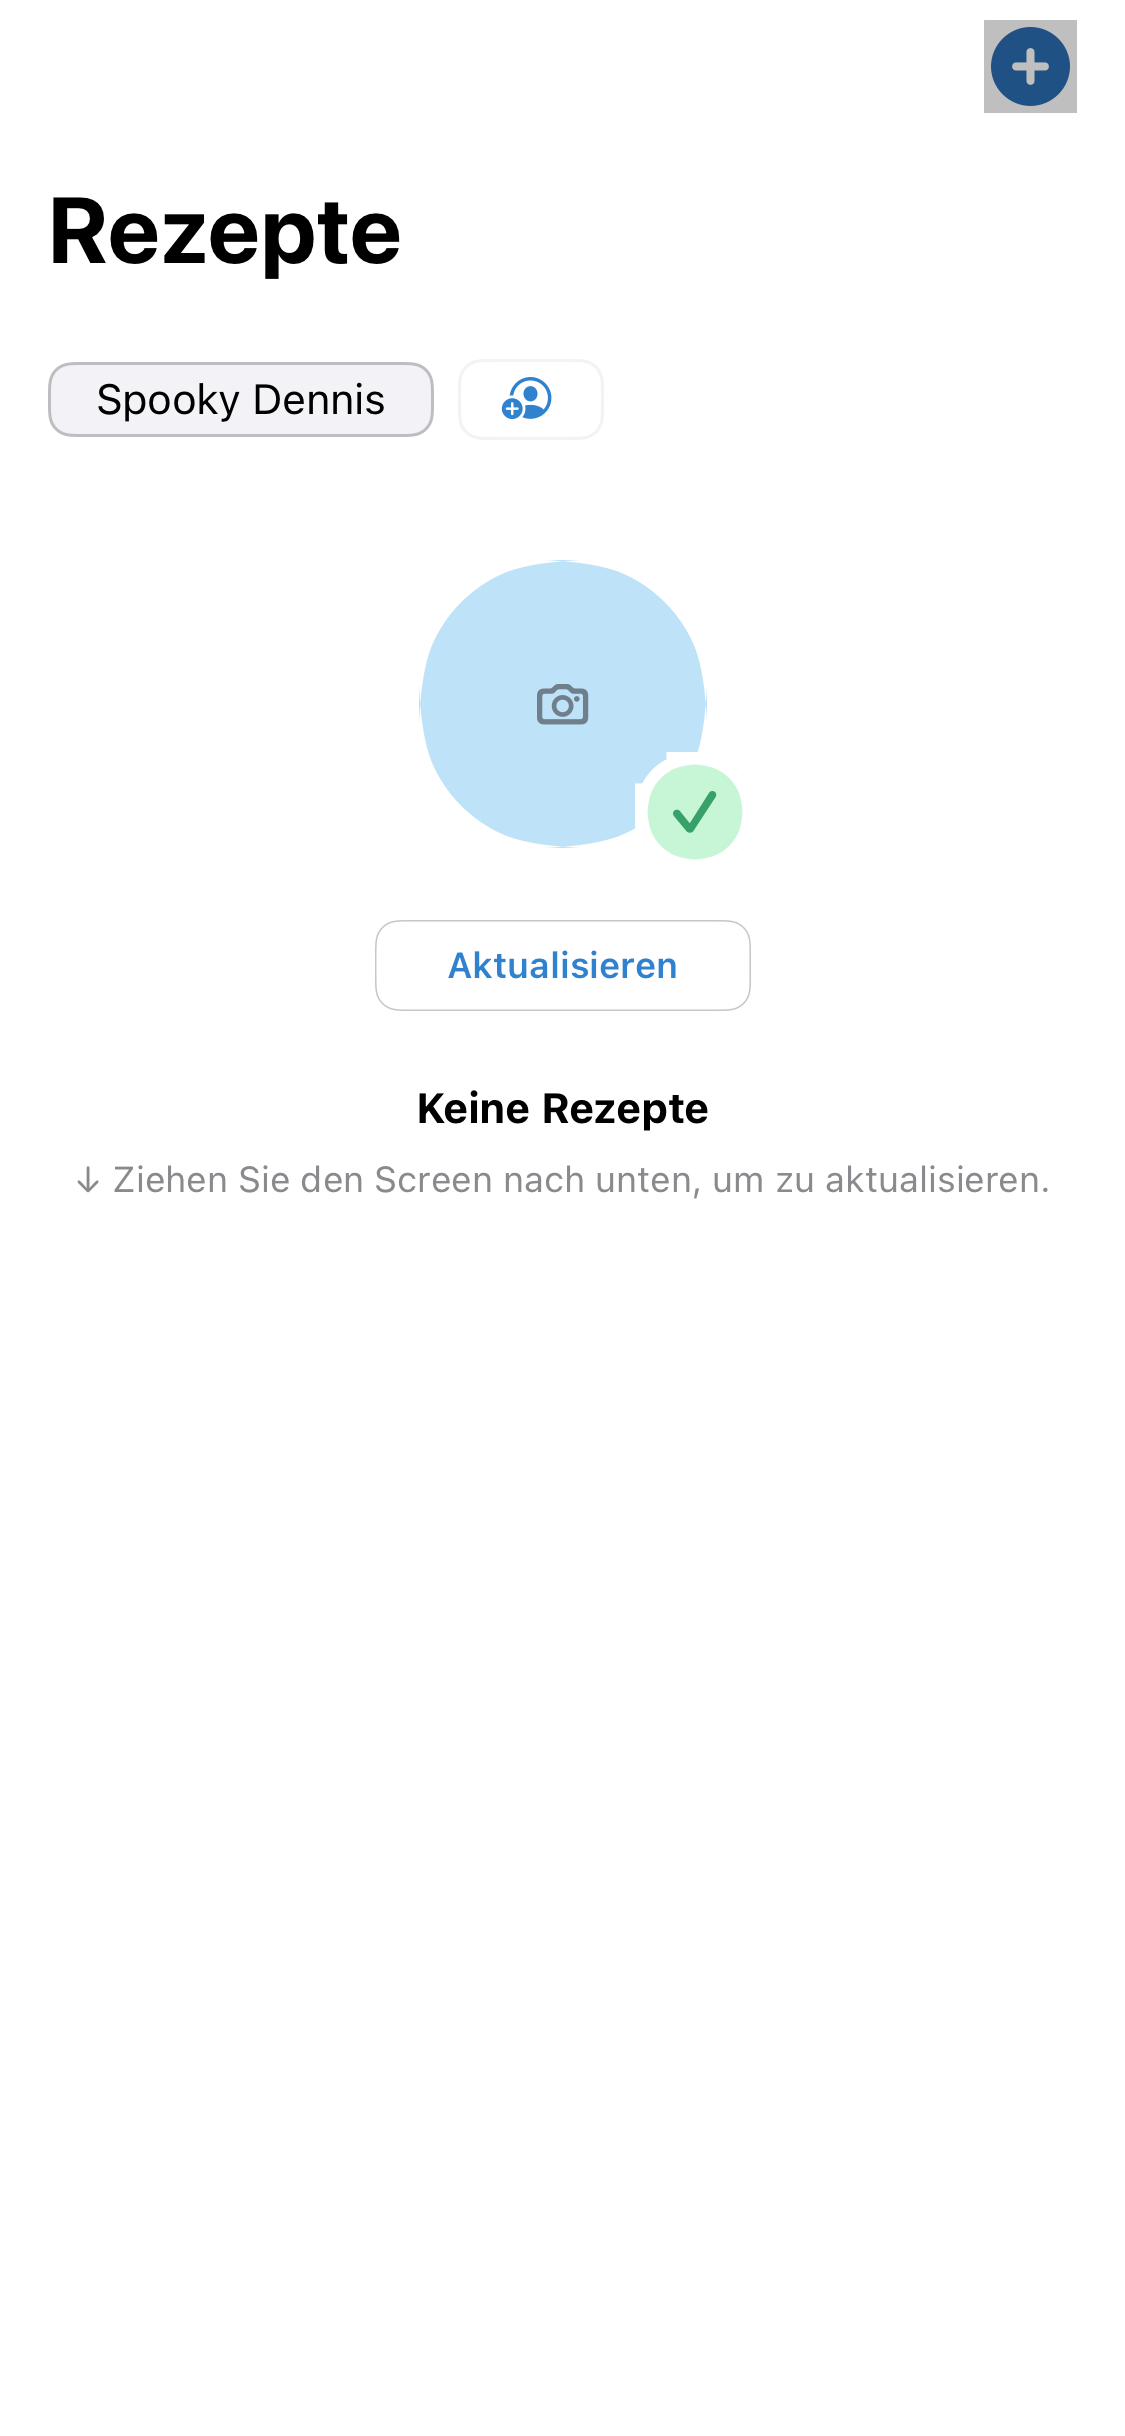 Rezepte
Spooky Dennis
Aktualisieren
Keine Rezepte
↓ Ziehen Sie den Screen nach unten, um zu aktualisieren.